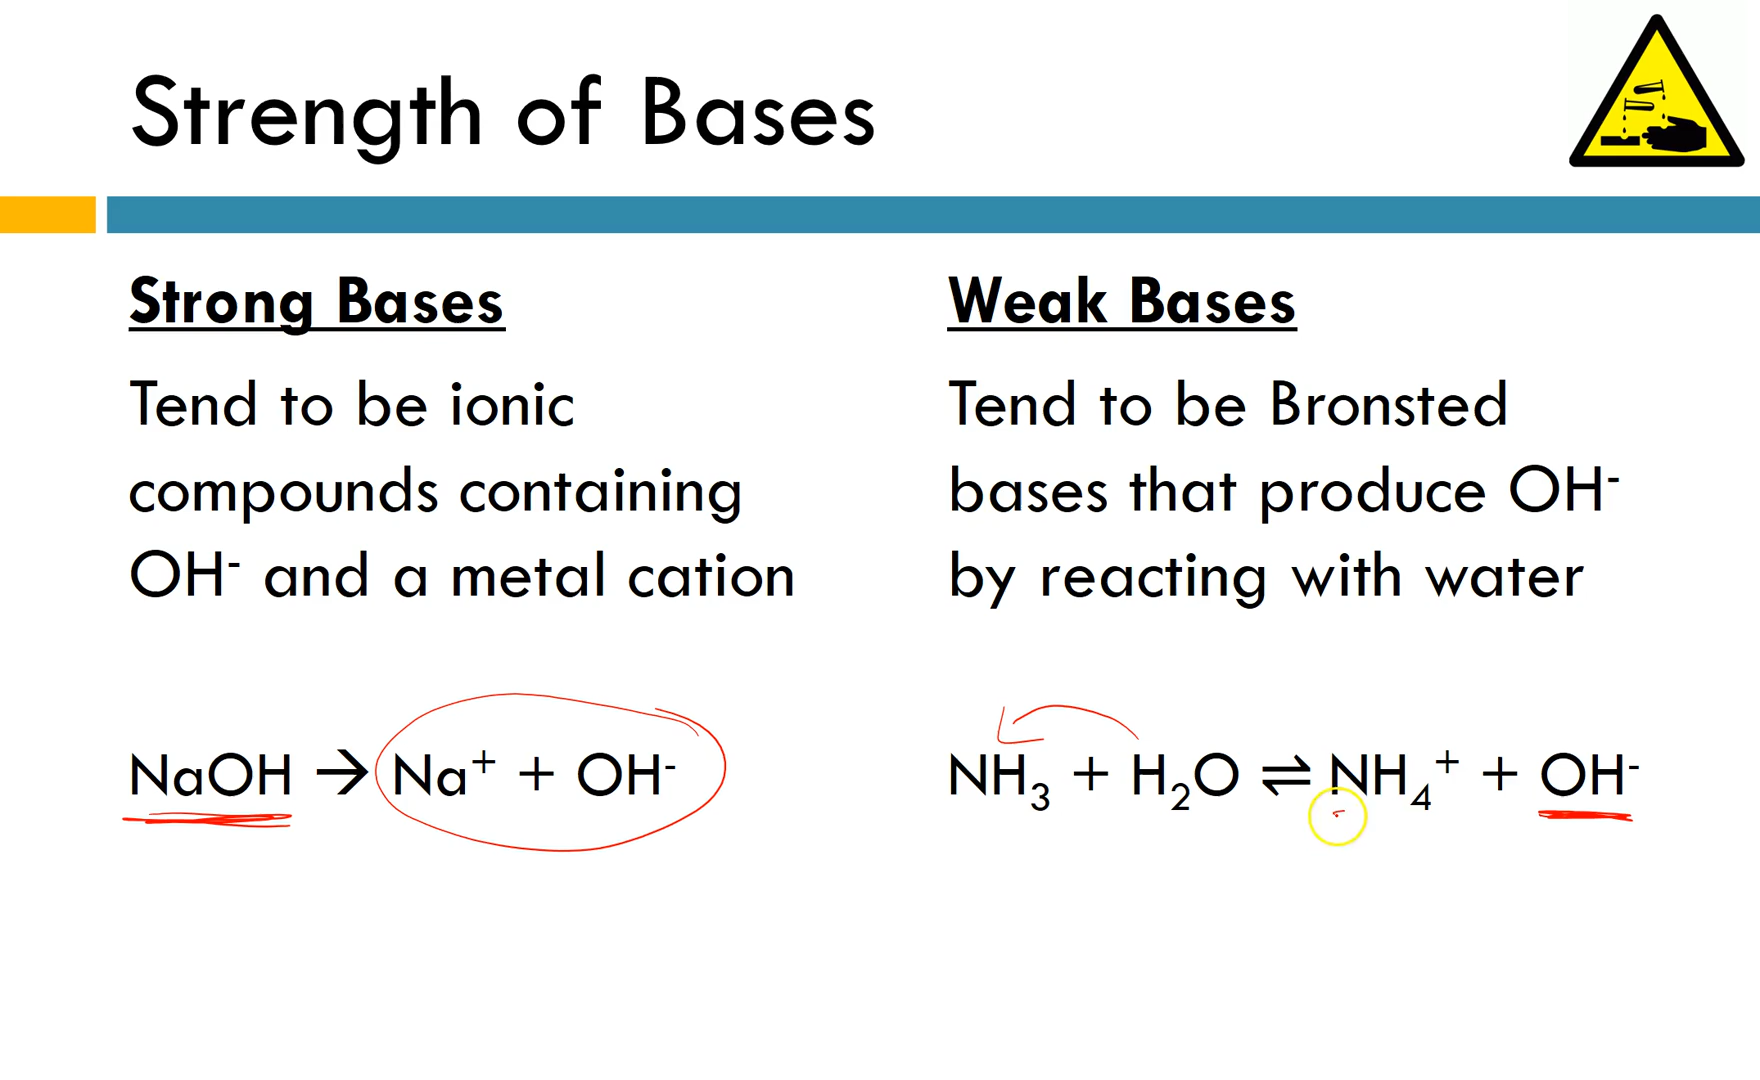 Strength of Bases
Strong Bases
Tend to be ionic
compounds containing
OH⁻ and a metal cation
NaOH → Na⁺ + OH⁻
Weak Bases
Tend to be Bronsted
bases that produce OH⁻
by reacting with water
NH₃ + H₂O ⇌ NH₄⁺ + OH⁻